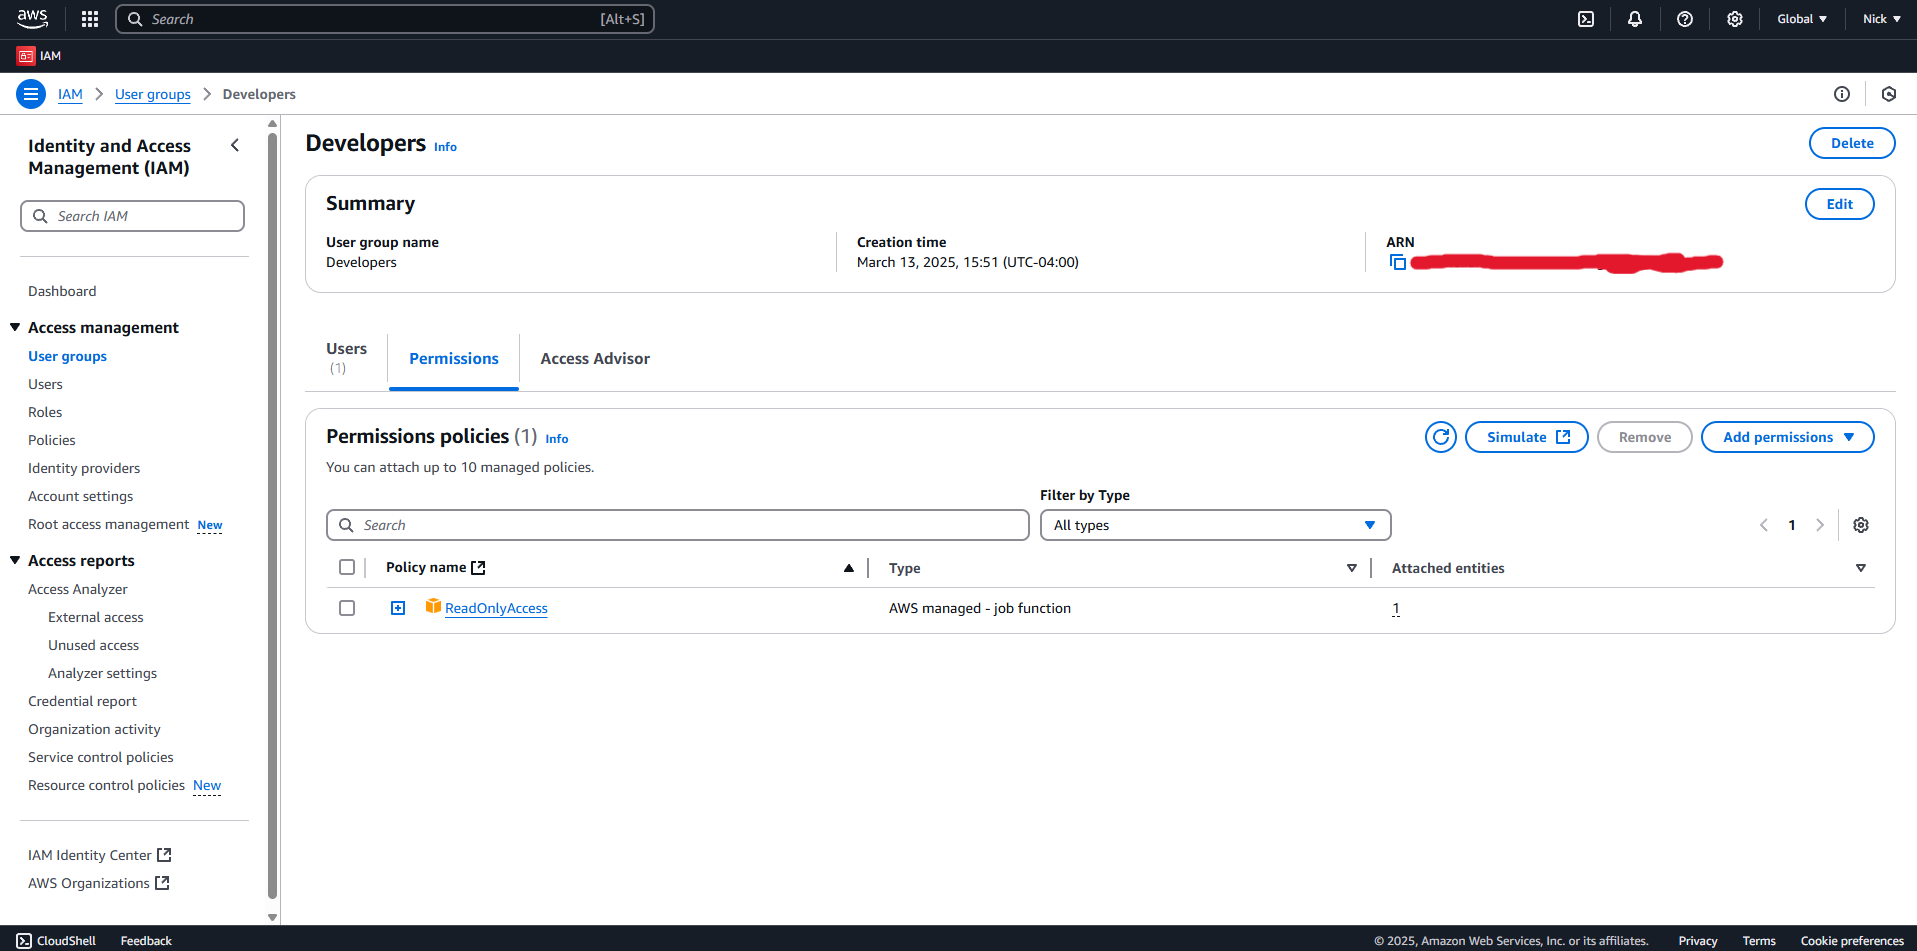 aws
Search [Alt+S]
Global
Nick
IAM
IAM > User groups > Developers
Identity and Access
Management (IAM)
Search IAM
Dashboard
Access management
User groups
Users
Roles
Policies
Identity providers
Account settings
Root access management New
Access reports
Access Analyzer
External access
Unused access
Analyzer settings
Credential report
Organization activity
Service control policies
Resource control policies New
IAM Identity Center
AWS Organizations
Developers Info
Delete
Summary
Edit
User group name
Developers
Creation time
March 13, 2025, 15:51 (UTC-04:00)
ARN
Users
(1)
Permissions
Access Advisor
Permissions policies (1) Info
Simulate
Remove
Add permissions
You can attach up to 10 managed policies.
Filter by Type
Search
All types
1
Policy name Type Attached entities
ReadOnlyAccess AWS managed - job function 1
CloudShell Feedback © 2025, Amazon Web Services, Inc. or its affiliates. Privacy Terms Cookie preferences